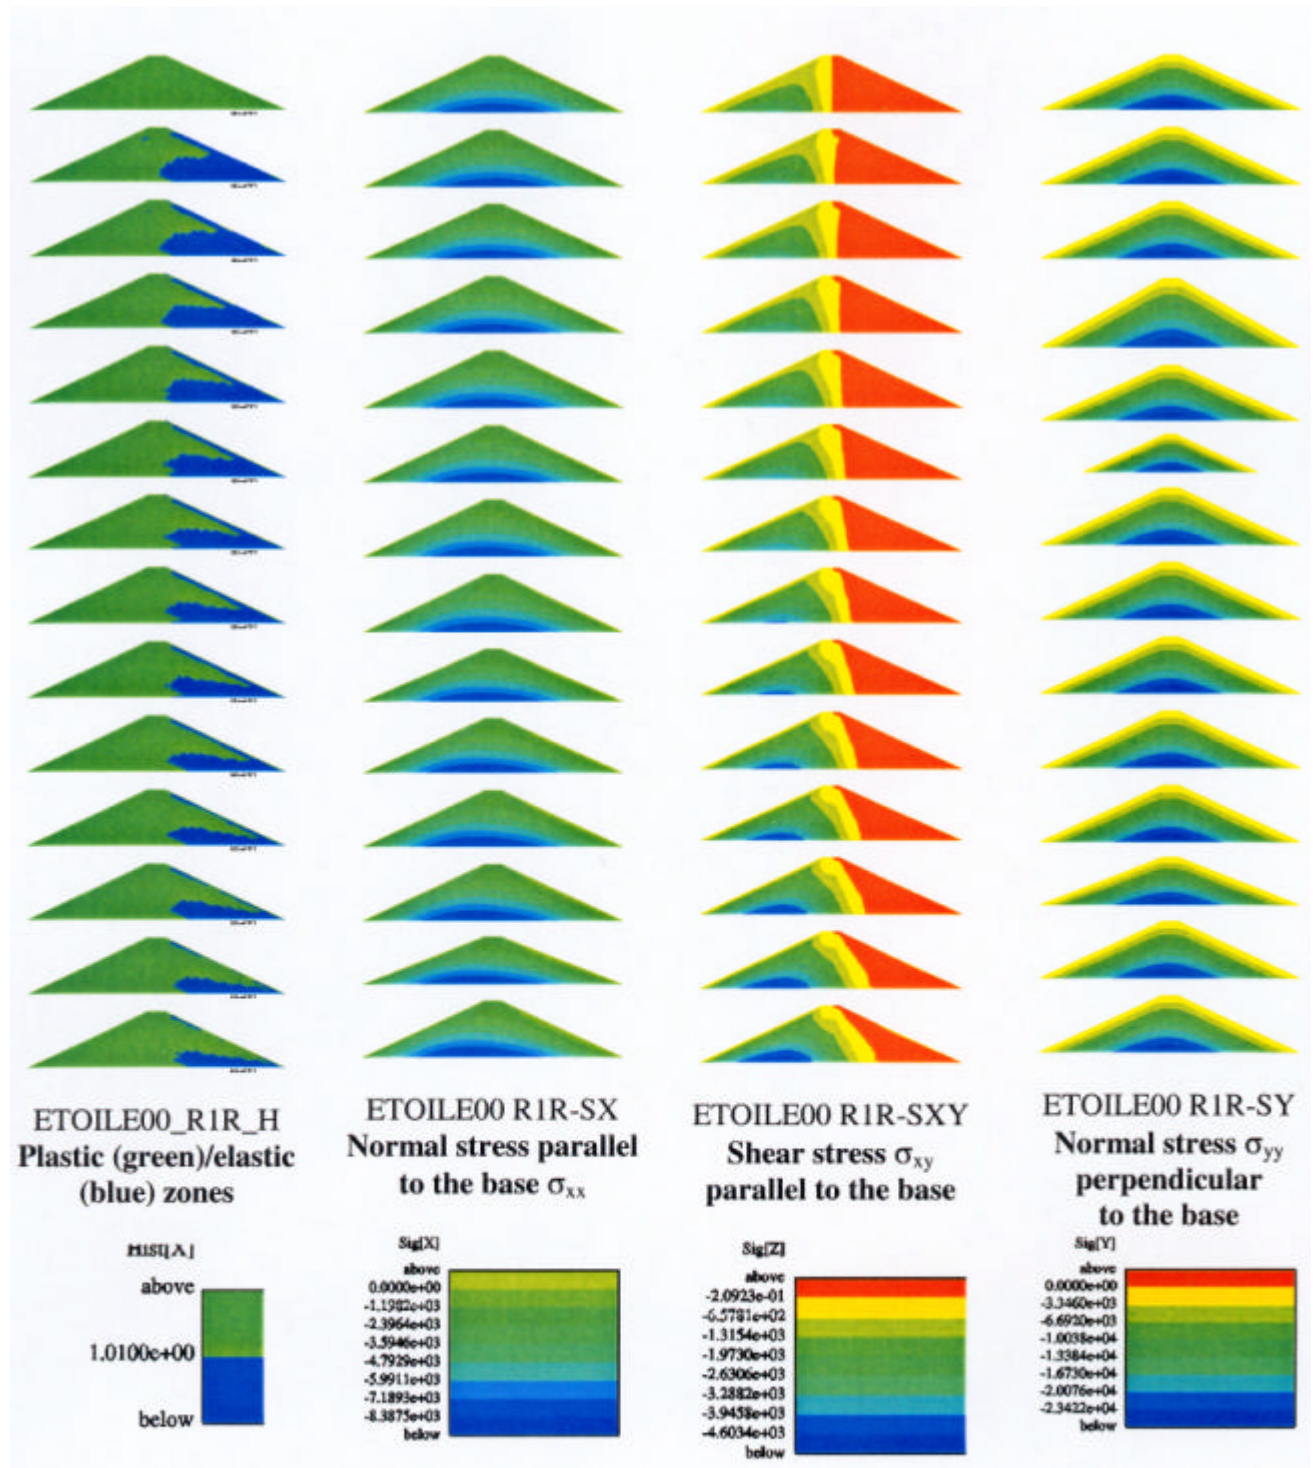 ETOILE00_R1R_H
Plastic (green)/elastic
(blue) zones
above
1.0100e+00
below
ETOILE00 R1R-SX
Normal stress parallel
to the base σxx
Sig[X]
above
0.0000e+00
-1.1982e+03
-2.3964e+03
-3.5946e+03
-4.7929e+03
-5.9911e+03
-7.1893e+03
-8.3875e+03
below
ETOILE00 R1R-SXY
Shear stress σxy
parallel to the base
Sig[Z]
above
-2.0923e-01
-6.5781e+02
-1.3154e+03
-1.9730e+03
-2.6306e+03
-3.2882e+03
-3.9458e+03
-4.6034e+03
below
ETOILE00 R1R-SY
Normal stress σyy
perpendicular
to the base
Sig[Y]
above
0.0000e+00
-3.3460e+03
-6.6920e+03
-1.0038e+04
-1.3384e+04
-1.6730e+04
-2.0076e+04
-2.3422e+04
below